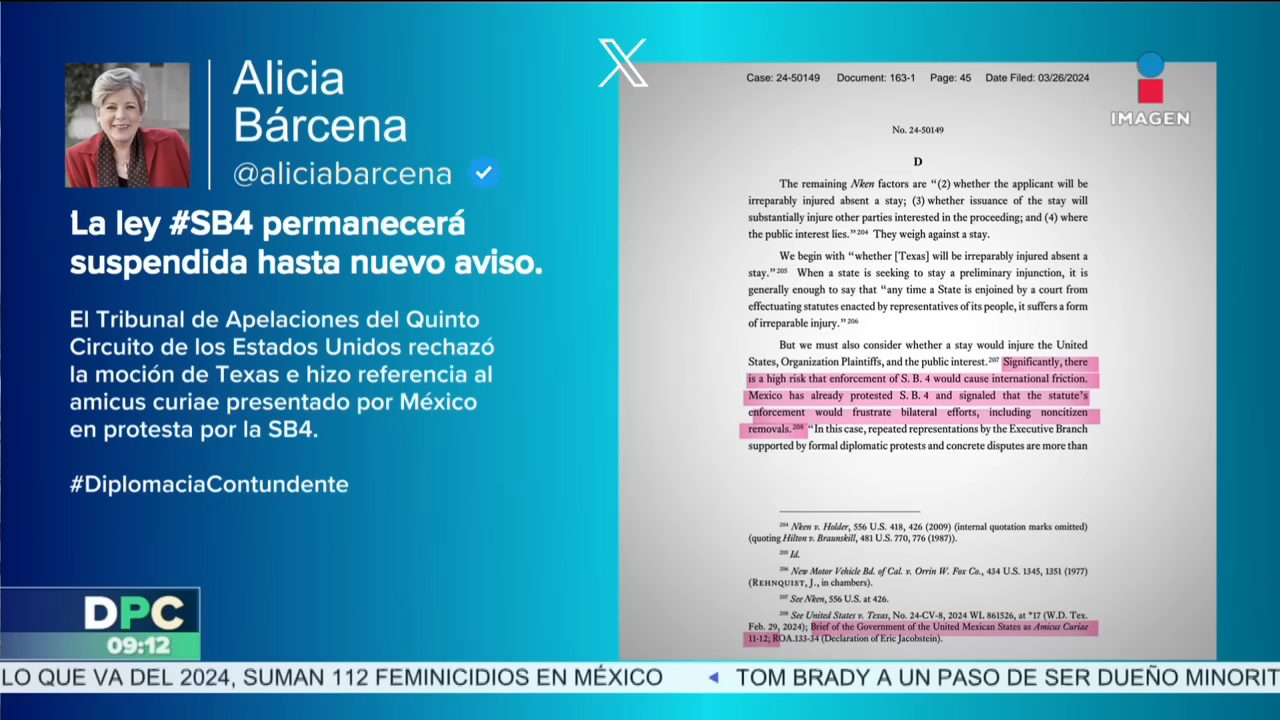 Alicia
Bárcena
@aliciabarcena
La ley #SB4 permanecerá
suspendida hasta nuevo aviso.
El Tribunal de Apelaciones del Quinto
Circuito de los Estados Unidos rechazó
la moción de Texas e hizo referencia al
amicus curiae presentado por México
en protesta por la SB4.
#DiplomaciaContundente
Case: 24-50149 Document: 163-1 Page: 45 Date Filed: 03/26/2024
IMAGEN
No. 24-50149
D
The remaining Nken factors are “(2) whether the applicant will be
irreparably injured absent a stay; (3) whether issuance of the stay will
substantially injure other parties interested in the proceeding; and (4) where
the public interest lies.”204 They weigh against a stay.
We begin with “whether [Texas] will be irreparably injured absent a
stay.”205 When a state is seeking to stay a preliminary injunction, it is
generally enough to say that “any time a State is enjoined by a court from
effectuating statutes enacted by representatives of its people, it suffers a form
of irreparable injury.”206
But we must also consider whether a stay would injure the United
States, Organization Plaintiffs, and the public interest.207 Significantly, there
is a high risk that enforcement of S. B. 4 would cause international friction.
Mexico has already protested S. B. 4 and signaled that the statute’s
enforcement would frustrate bilateral efforts, including noncitizen
removals.208 “In this case, repeated representations by the Executive Branch
supported by formal diplomatic protests and concrete disputes are more than
204 Nken v. Holder, 556 U.S. 418, 426 (2009) (internal quotation marks omitted)
(quoting Hilton v. Braunskill, 481 U.S. 770, 776 (1987)).
205 Id.
206 New Motor Vehicle Bd. of Cal. v. Orrin W. Fox Co., 434 U.S. 1345, 1351 (1977)
(REHNQUIST, J., in chambers).
207 See Nken, 556 U.S. at 426.
208 See United States v. Texas, No. 24-CV-8, 2024 WL 861526, at *17 (W.D. Tex.
Feb. 29, 2024); Brief of the Government of the United Mexican States as Amicus Curiae
11-12; ROA.133-34 (Declaration of Eric Jacobstein).
DPC
09:12
LO QUE VA DEL 2024, SUMAN 112 FEMINICIDIOS EN MÉXICO TOM BRADY A UN PASO DE SER DUEÑO MINORIT